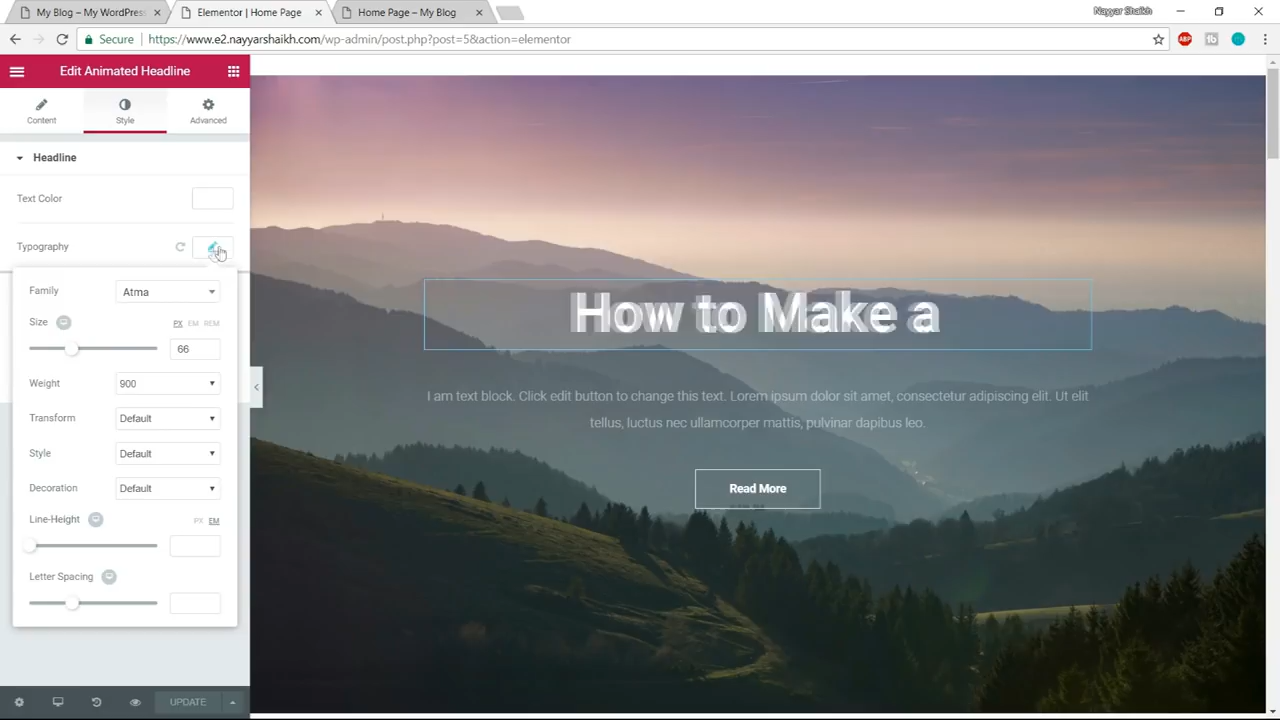 My Blog – My WordPress
Elementor | Home Page
Home Page – My Blog
Nayyar Shaikh
Secure
https://www.e2.nayyarshaikh.com/wp-admin/post.php?post=5&action=elementor
ABP
Edit Animated Headline
Content
Style
Advanced
Headline
Text Color
Typography
Family
Atma
Size
PX EM REM
66
Weight
900
Transform
Default
Style
Default
Decoration
Default
Line-Height
PX EM
Letter Spacing
UPDATE
How to Make a
I am text block. Click edit button to change this text. Lorem ipsum dolor sit amet, consectetur adipiscing elit. Ut elit
tellus, luctus nec ullamcorper mattis, pulvinar dapibus leo.
Read More